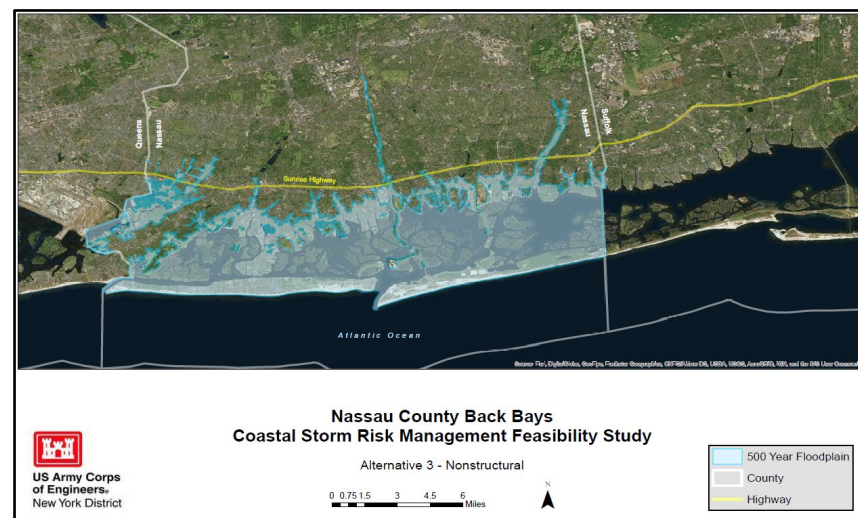 Queens
Nassau
Nassau
Suffolk
Sunrise Highway
Atlantic Ocean
Nassau County Back Bays
Coastal Storm Risk Management Feasibility Study
Alternative 3 - Nonstructural
US Army Corps
of Engineers®
New York District
0 0.75 1.5 3 4.5 6
Miles
N
500 Year Floodplain
County
Highway